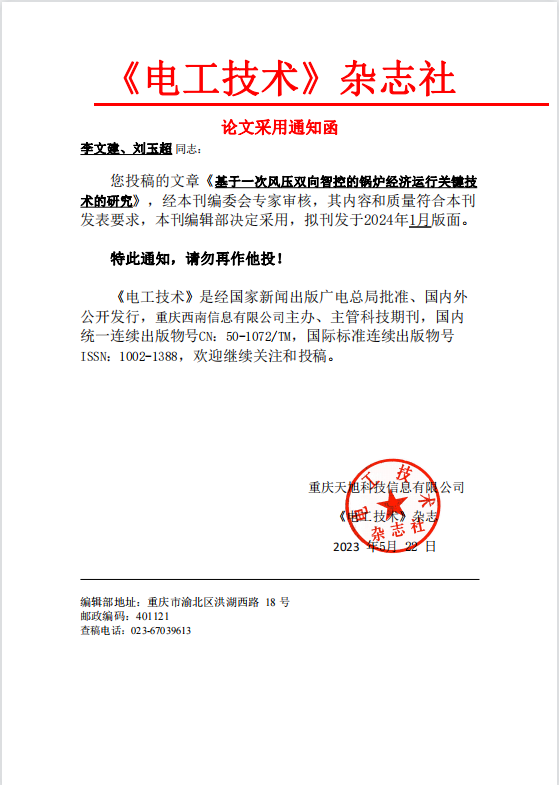 《电工技术》杂志社
论文采用通知函
李文建、刘玉超 同志：
您投稿的文章《基于一次风压双向智控的锅炉经济运行关键技
术的研究》，经本刊编委会专家审核，其内容和质量符合本刊
发表要求，本刊编辑部决定采用，拟刊发于2024年1月版面。
特此通知，请勿再作他投！
《电工技术》是经国家新闻出版广电总局批准、国内外
公开发行，重庆西南信息有限公司主办、主管科技期刊，国内
统一连续出版物号CN：50-1072/TM，国际标准连续出版物号
ISSN：1002-1388，欢迎继续关注和投稿。
重庆天旭科技信息有限公司
《电工技术》杂志
2023 年5月 22 日
电工技术
杂志社
编辑部地址：重庆市渝北区洪湖西路 18 号
邮政编码：401121
查稿电话：023-67039613